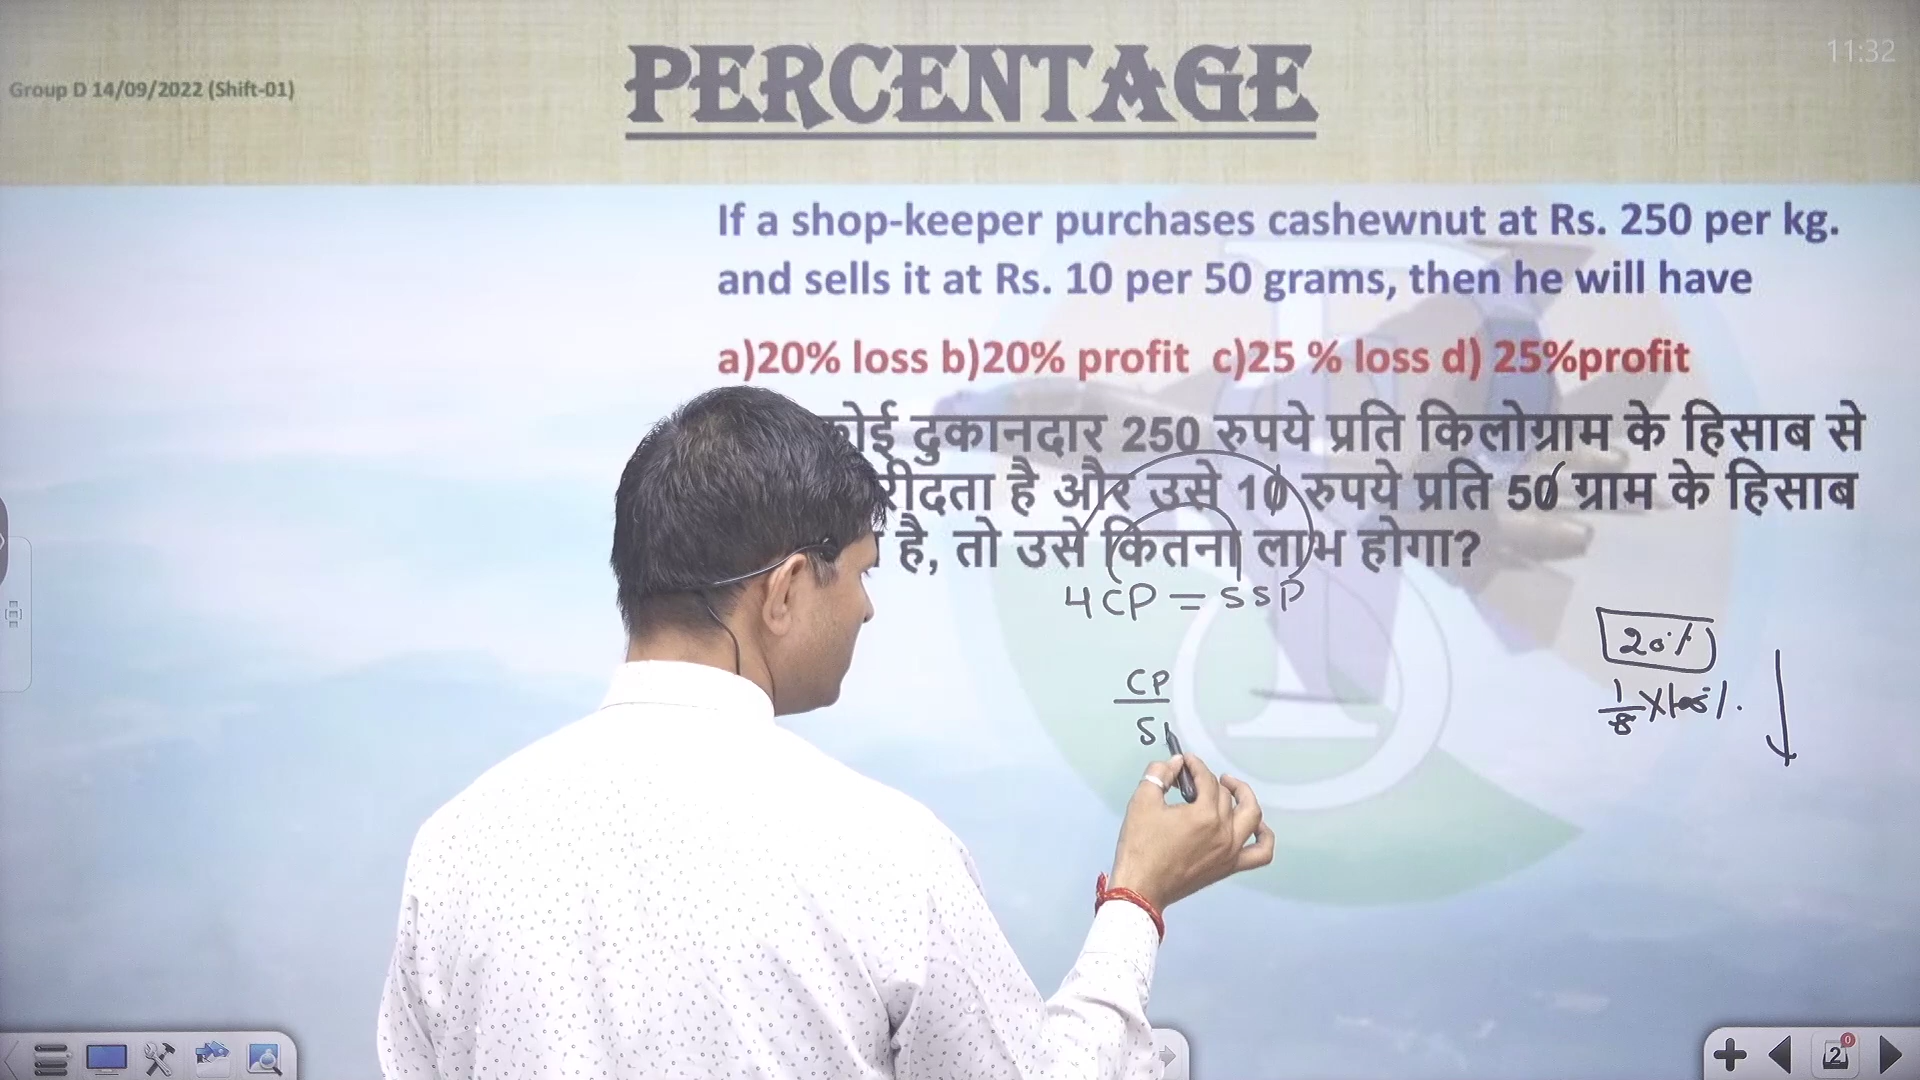 11:32
Group D 14/09/2022 (Shift-01)
PERCENTAGE
If a shop-keeper purchases cashewnut at Rs. 250 per kg.
and sells it at Rs. 10 per 50 grams, then he will have
a)20% loss b)20% profit c)25 % loss d) 25%profit
दुकानदार 250 रुपये प्रति किलोग्राम के हिसाब से
है और उसे 10 रुपये प्रति 50 ग्राम के हिसाब
है, तो उसे कितना लाभ होगा?
4CP = 5SP
20%
CP